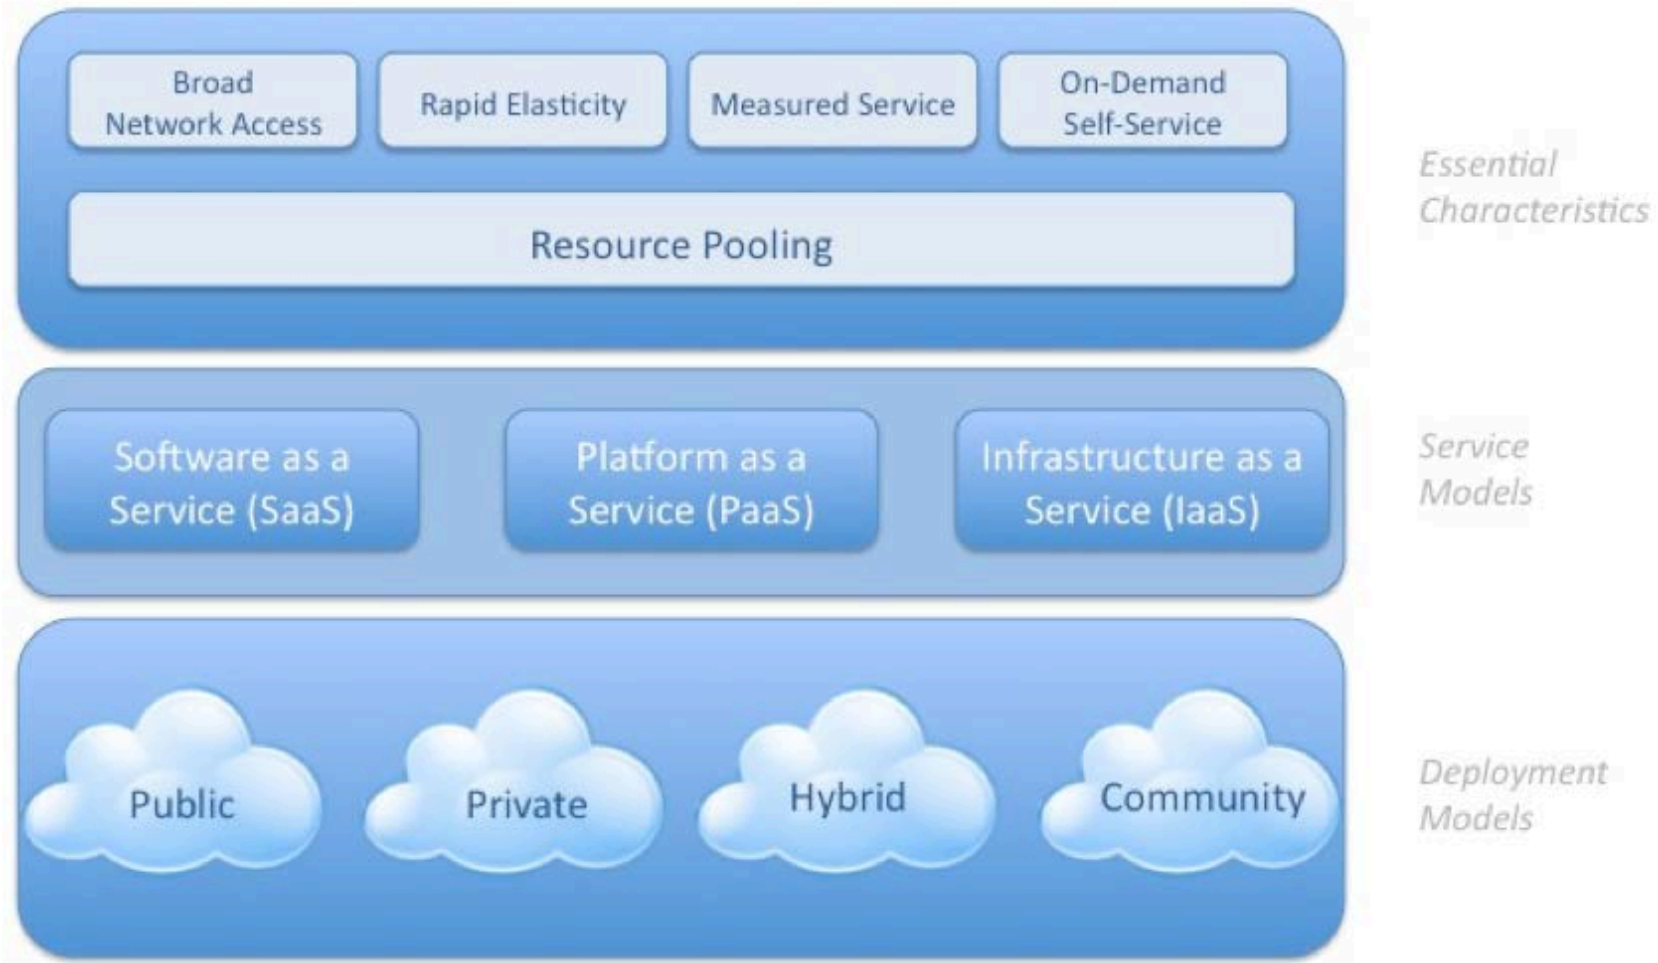 Broad
Network Access
Rapid Elasticity
Measured Service
On-Demand
Self-Service
Resource Pooling
Essential
Characteristics
Software as a
Service (SaaS)
Platform as a
Service (PaaS)
Infrastructure as a
Service (IaaS)
Service
Models
Public
Private
Hybrid
Community
Deployment
Models